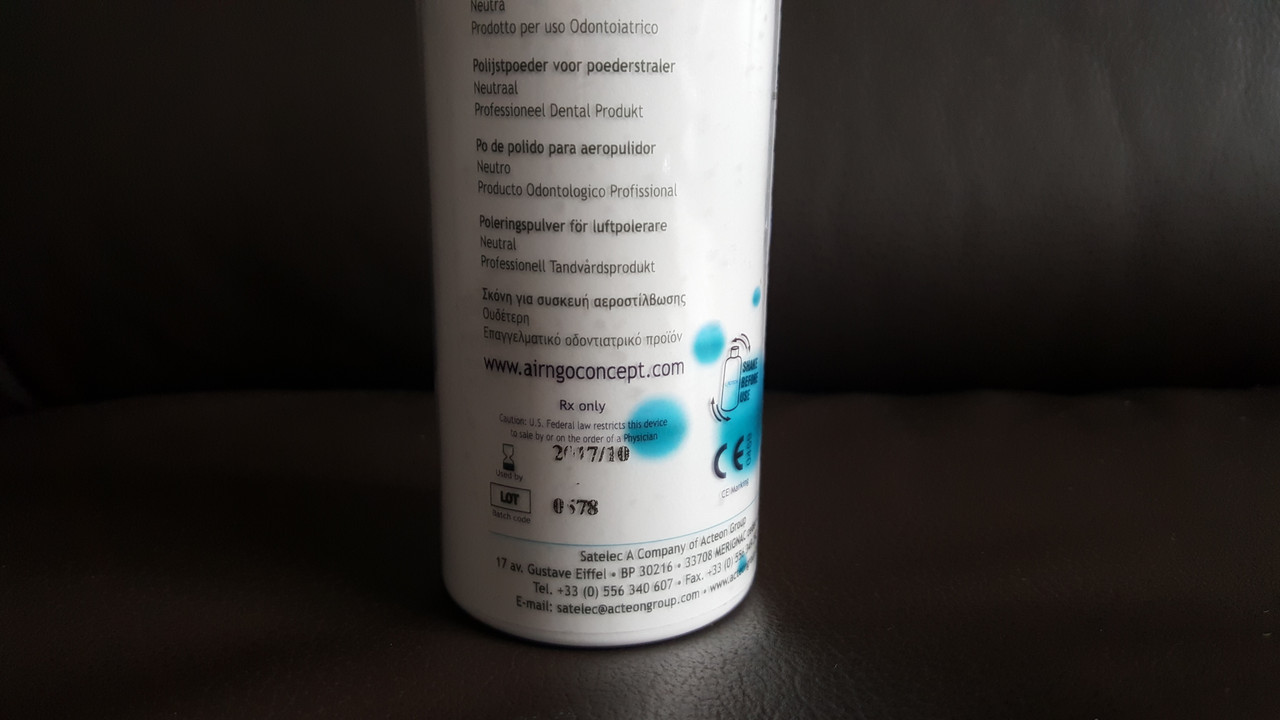 Neutra
Prodotto per uso Odontoiatrico
Polijstpoeder voor poederstraler
Neutraal
Professioneel Dental Produkt
Po de polido para aeropulidor
Neutro
Producto Odontologico Profissional
Poleringspulver för luftpolerare
Neutral
Professionell Tandvårdsprodukt
Σκόνη για συσκευή αεροστίλβωσης
Ουδέτερη
Επαγγελματικό οδοντιατρικό προϊόν
www.airngoconcept.com
SHAKE
BEFORE
USE
Rx only
Caution: U.S. Federal law restricts this device
to sale by or on the order of a Physician
2017/10
Used by
CE
CE Marking
LOT
Batch code
Satelec A Company of Acteon Group
17 av. Gustave Eiffel • BP 30216 • 33708 MERIGNAC
Tel. +33 (0) 556 340 607 • Fax. +33 (0)
E-mail: satelec@acteongroup.com •